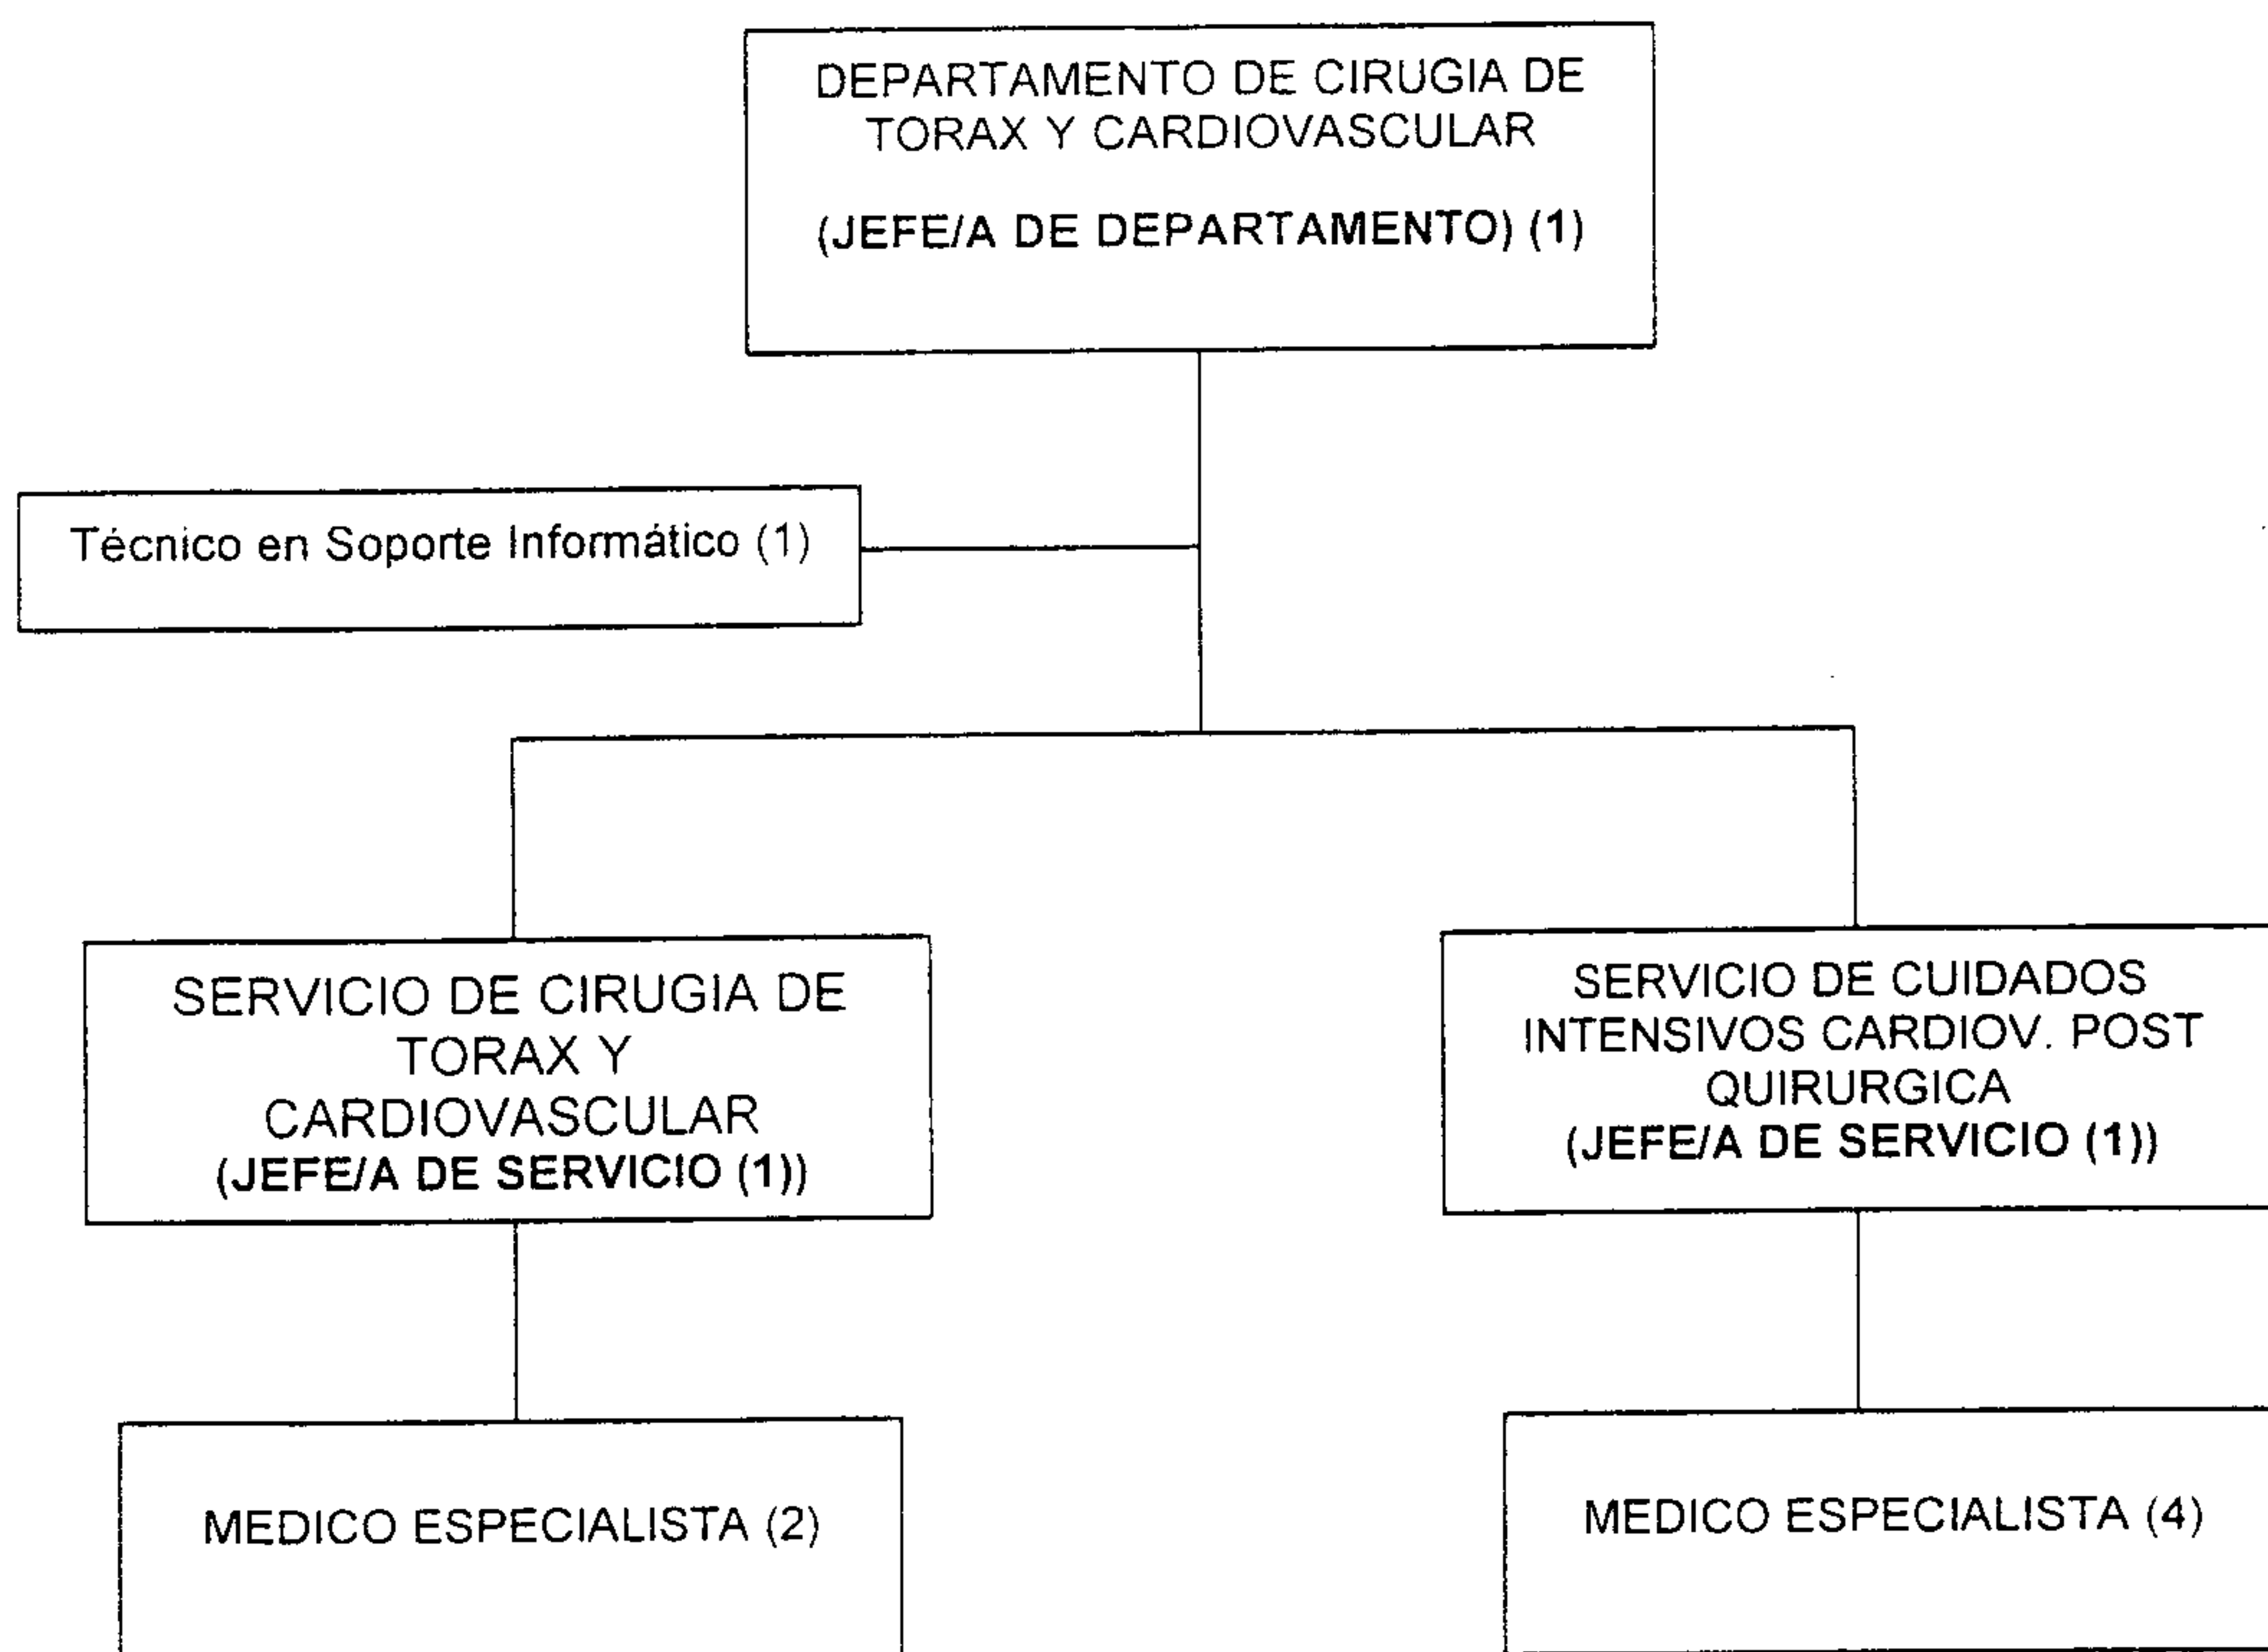 DEPARTAMENTO DE CIRUGIA DE
TORAX Y CARDIOVASCULAR
(JEFE/A DE DEPARTAMENTO) (1)
Técnico en Soporte Informático (1)
SERVICIO DE CIRUGIA DE
TORAX Y
CARDIOVASCULAR
(JEFE/A DE SERVICIO (1))
SERVICIO DE CUIDADOS
INTENSIVOS CARDIOV. POST
QUIRURGICA
(JEFE/A DE SERVICIO (1))
MEDICO ESPECIALISTA (2)
MEDICO ESPECIALISTA (4)